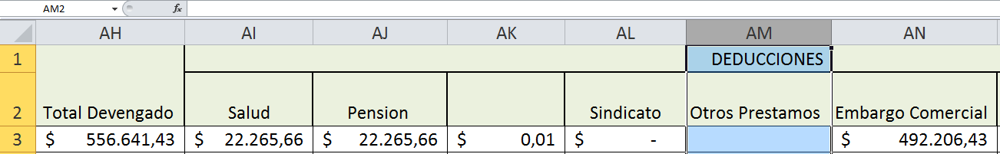 AM2 fx
AH AI AJ AK AL AM AN
1 DEDUCCIONES
2 Total Devengado Salud Pension Sindicato Otros Prestamos Embargo Comercial
3 $ 556.641,43 $ 22.265,66 $ 22.265,66 $ 0,01 $ - $ 492.206,43